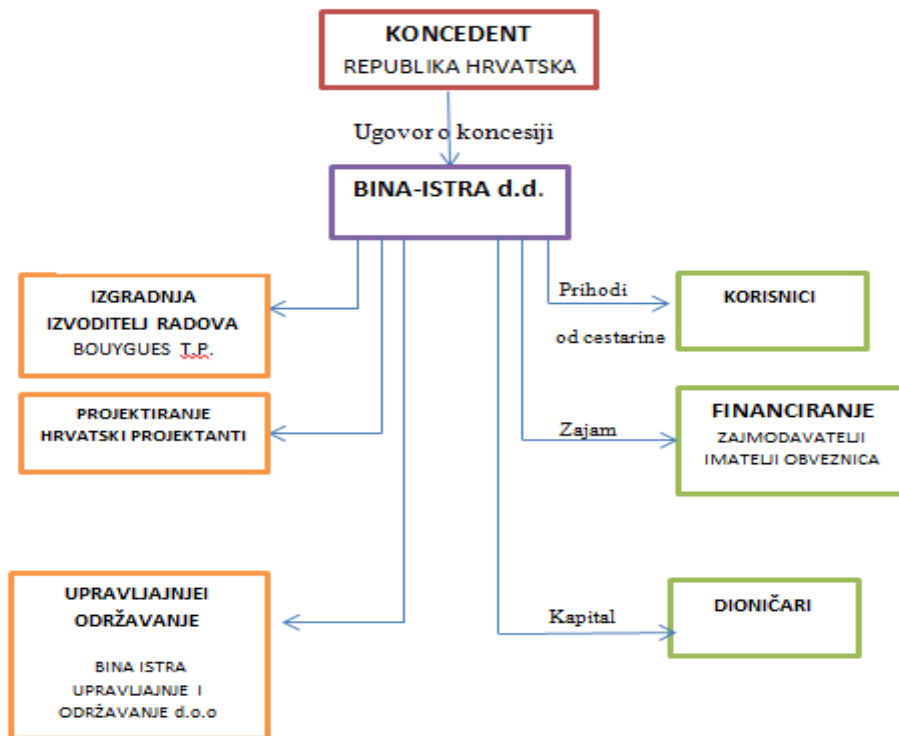 KONCEDENT
REPUBLIKA HRVATSKA
Ugovor o koncesiji
BINA-ISTRA d.d.
IZGRADNJA
IZVODITELJ RADOVA
BOUYGUES T.P.
PROJEKTIRANJE
HRVATSKI PROJEKTANTI
UPRAVLJAJNJEI
ODRŽAVANJE
BINA ISTRA
UPRAVLJAJNJE I
ODRŽAVANJE d.o.o
Prihodi
od cestarine
KORISNICI
Zajam
FINANCIRANJE
ZAJMODAVATELJI
IMATELJI OBVEZNICA
Kapital
DIONIČARI